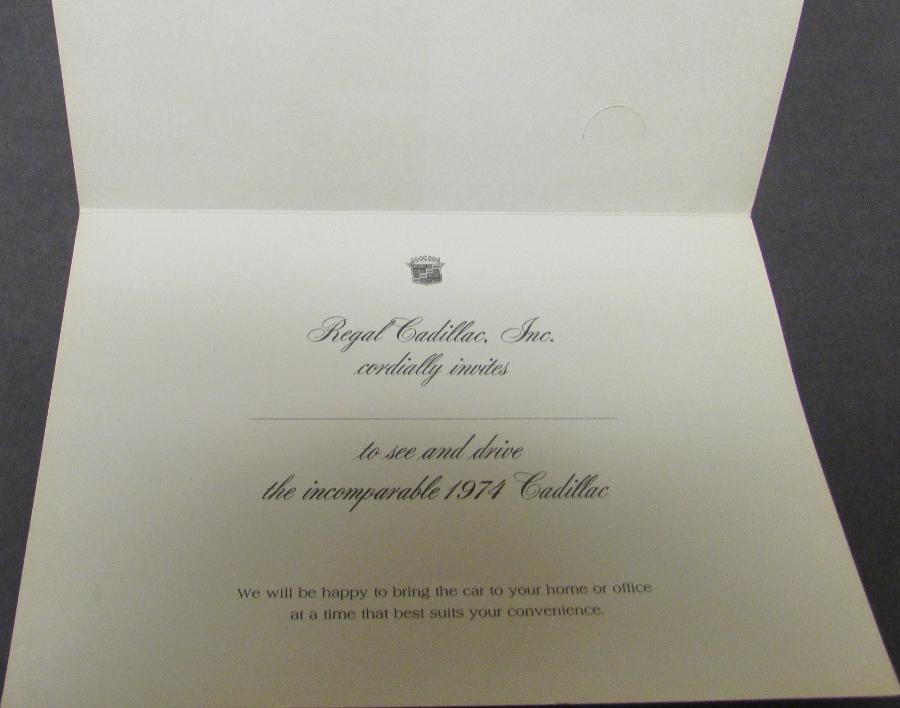 Regal Cadillac, Inc.
cordially invites
to see and drive
the incomparable 1974 Cadillac
We will be happy to bring the car to your home or office
at a time that best suits your convenience.